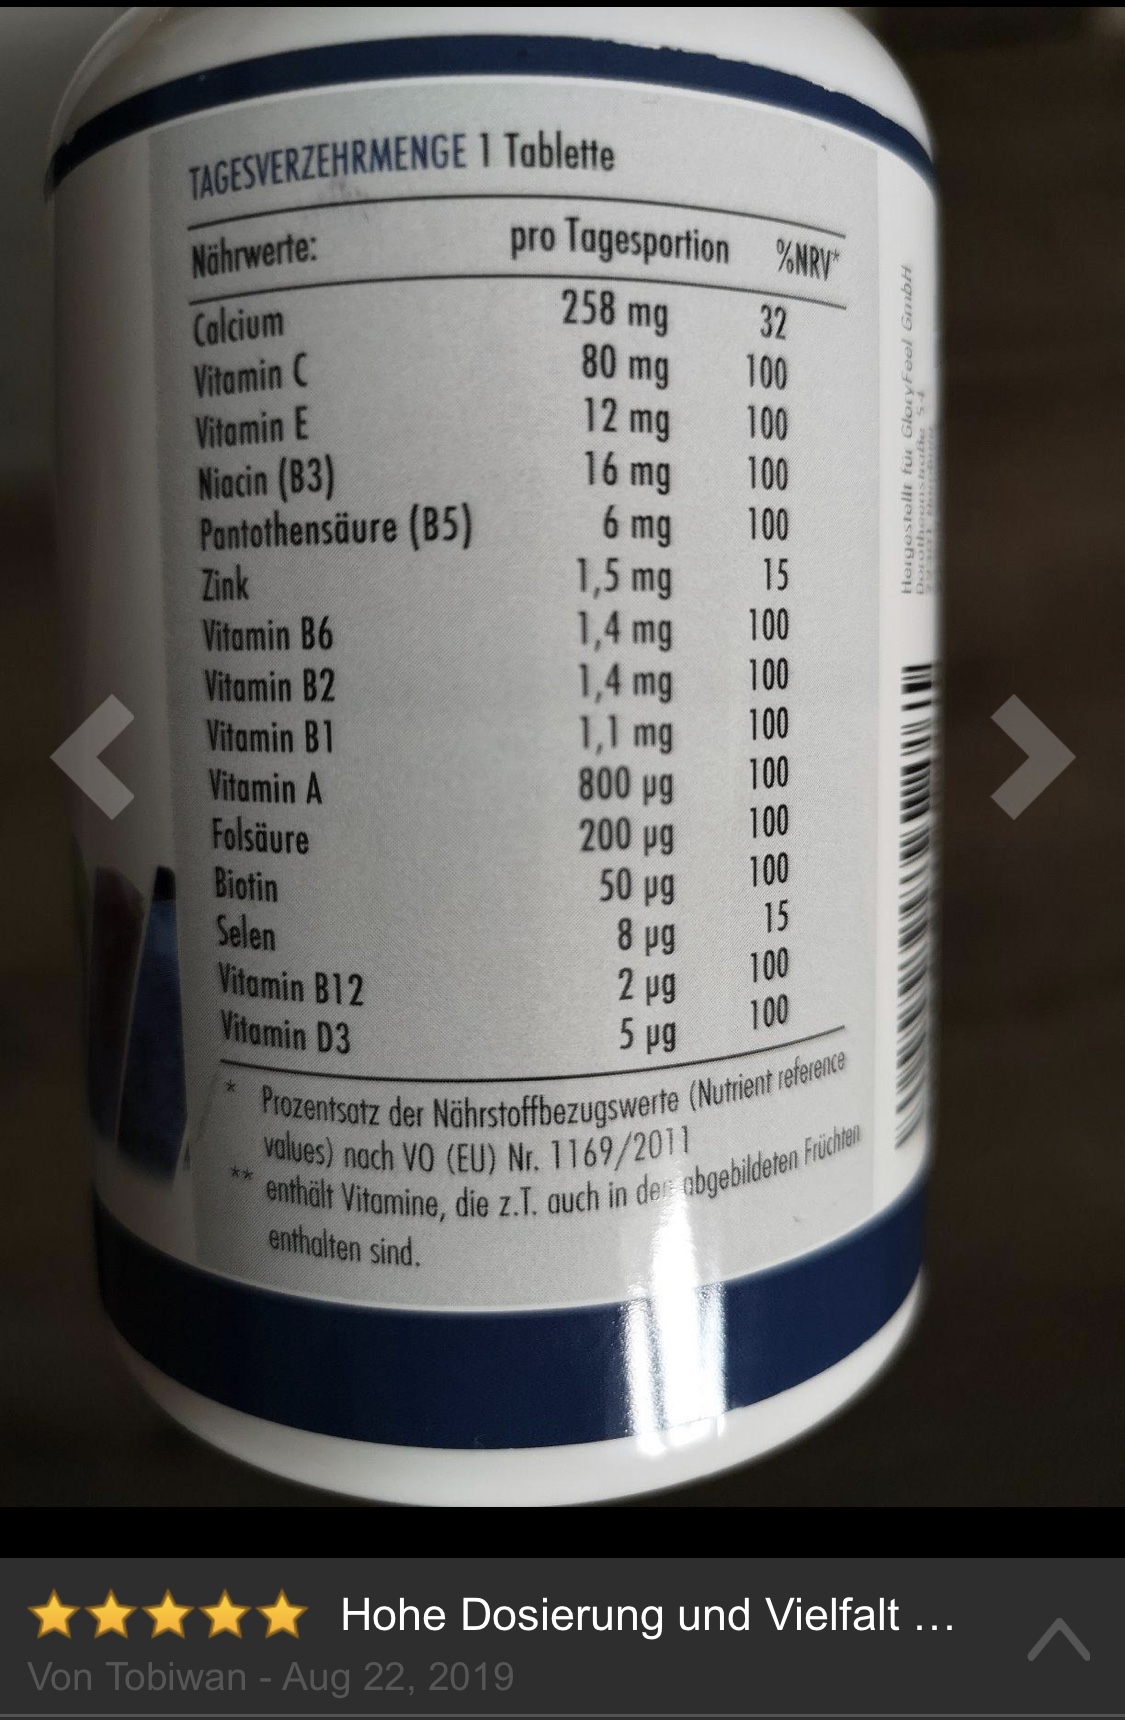 TAGESVERZEHRMENGE 1 Tablette
Nährwerte: pro Tagesportion %NRV*
Calcium 258 mg 32
Vitamin C 80 mg 100
Vitamin E 12 mg 100
Niacin (B3) 16 mg 100
Pantothensäure (B5) 6 mg 100
Zink 1,5 mg 15
Vitamin B6 1,4 mg 100
Vitamin B2 1,4 mg 100
Vitamin B1 1,1 mg 100
Vitamin A 800 µg 100
Folsäure 200 µg 100
Biotin 50 µg 100
Selen 8 µg 15
Vitamin B12 2 µg 100
Vitamin D3 5 µg 100
* Prozentsatz der Nährstoffbezugswerte (Nutrient reference
values) nach VO (EU) Nr. 1169/2011
** enthält Vitamine, die z.T. auch in den abgebildeten Früchten
enthalten sind.
Hergestellt für GloryFeel GmbH
Hohe Dosierung und Vielfalt …
Von Tobiwan - Aug 22, 2019